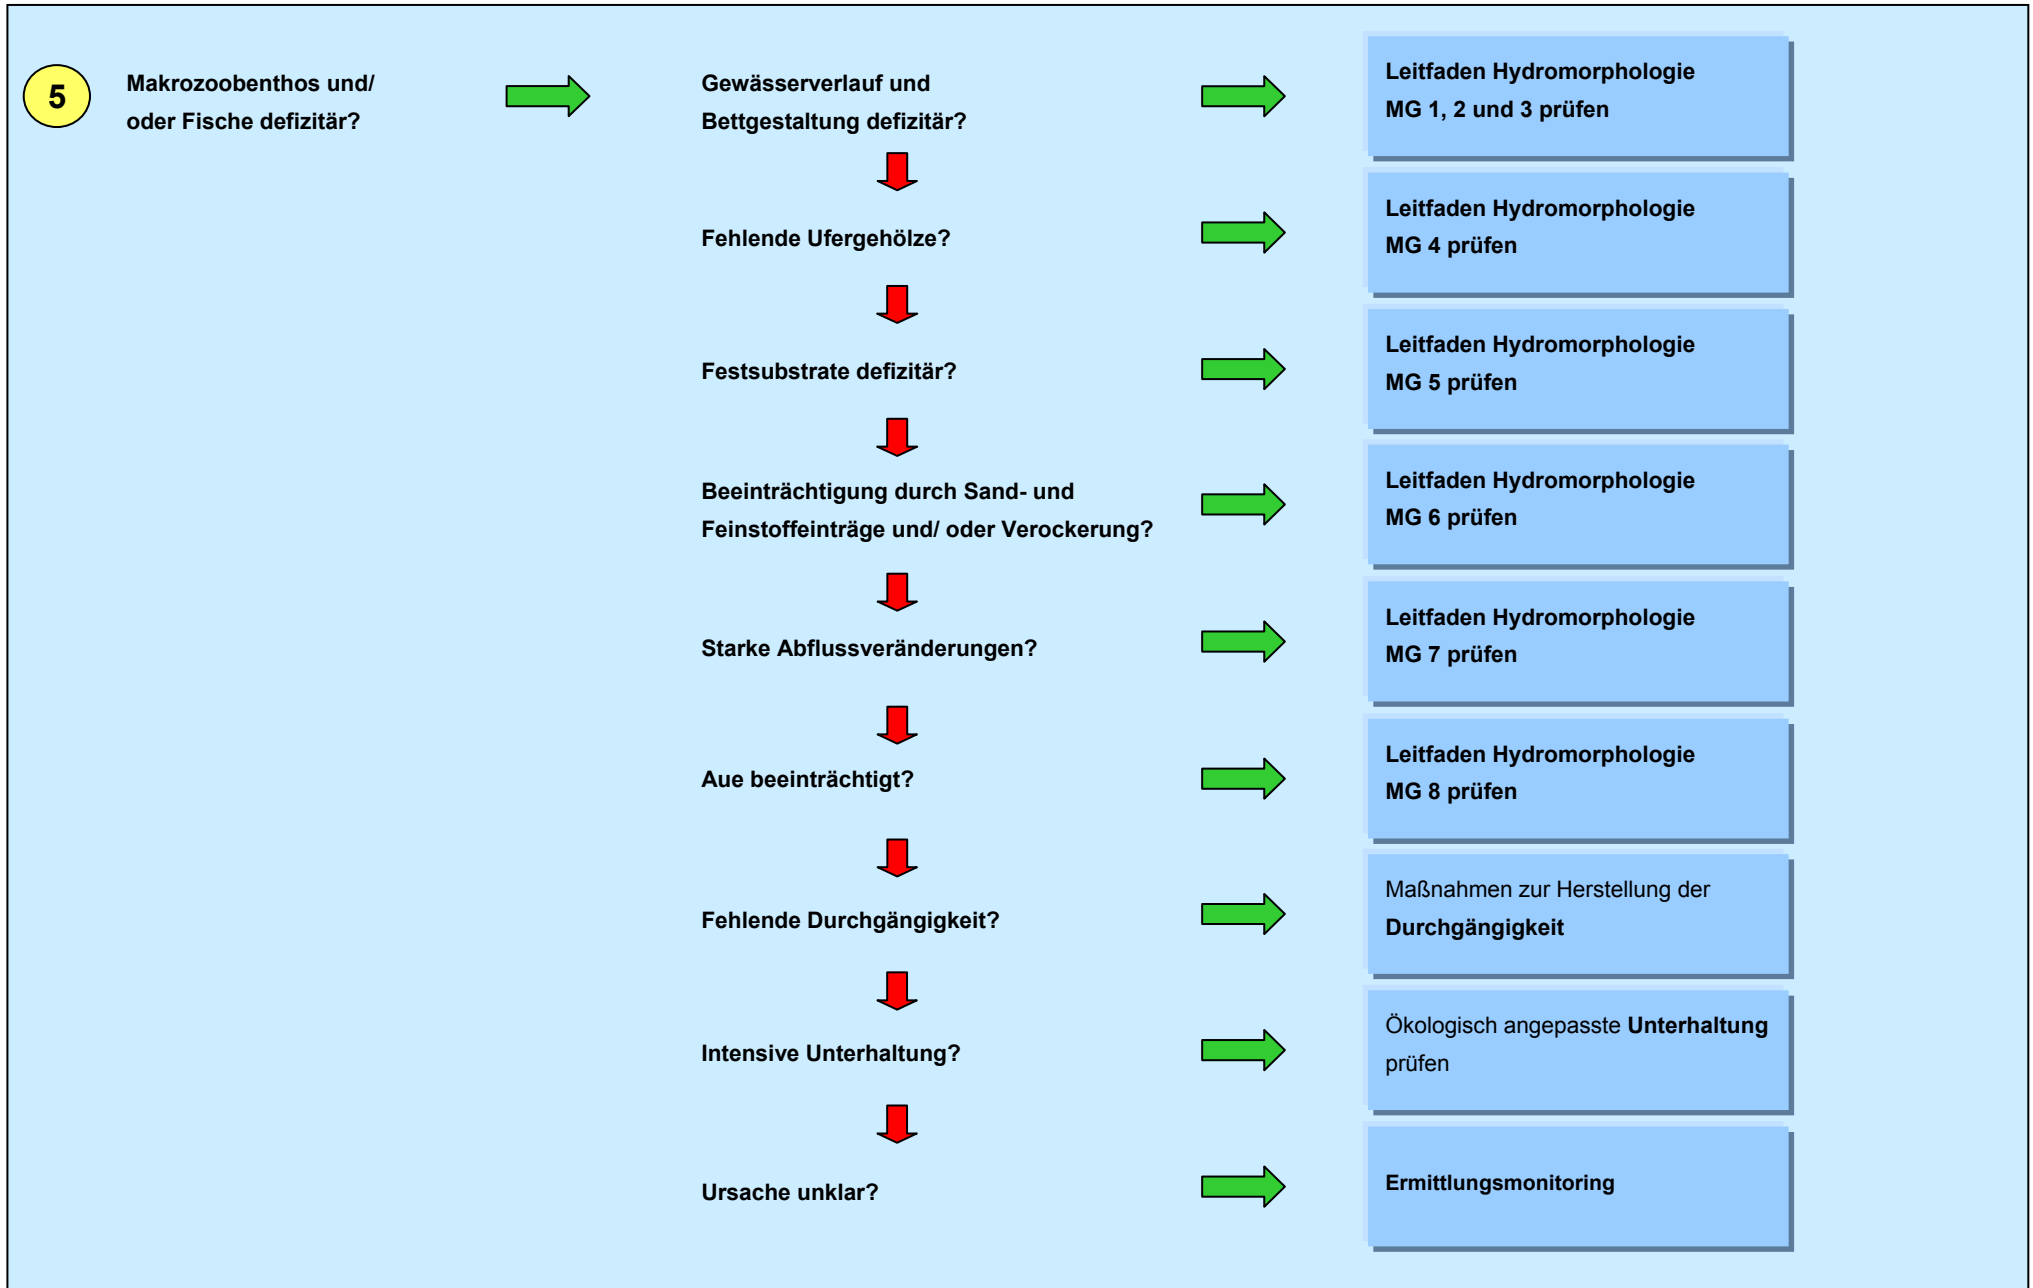 5
Makrozoobenthos und/
oder Fische defizitär?
Gewässerverlauf und
Bettgestaltung defizitär?
Leitfaden Hydromorphologie
MG 1, 2 und 3 prüfen
Fehlende Ufergehölze?
Leitfaden Hydromorphologie
MG 4 prüfen
Festsubstrate defizitär?
Leitfaden Hydromorphologie
MG 5 prüfen
Beeinträchtigung durch Sand- und
Feinstoffeinträge und/ oder Verockerung?
Leitfaden Hydromorphologie
MG 6 prüfen
Starke Abflussveränderungen?
Leitfaden Hydromorphologie
MG 7 prüfen
Aue beeinträchtigt?
Leitfaden Hydromorphologie
MG 8 prüfen
Fehlende Durchgängigkeit?
Maßnahmen zur Herstellung der
Durchgängigkeit
Intensive Unterhaltung?
Ökologisch angepasste Unterhaltung
prüfen
Ursache unklar?
Ermittlungsmonitoring